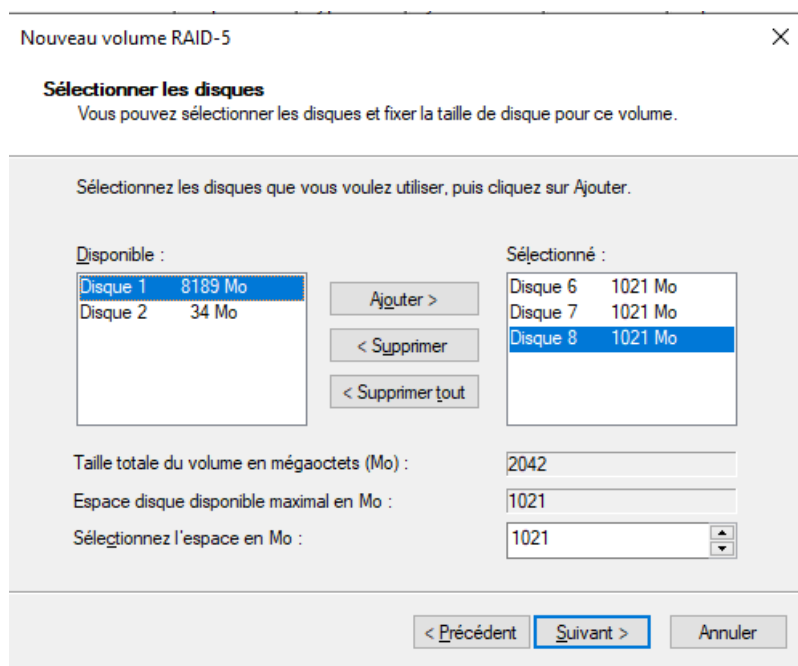 Nouveau volume RAID-5
Sélectionner les disques
Vous pouvez sélectionner les disques et fixer la taille de disque pour ce volume.
Sélectionnez les disques que vous voulez utiliser, puis cliquez sur Ajouter.
Disponible :
Disque 1 8189 Mo
Disque 2 34 Mo
Ajouter >
< Supprimer
< Supprimer tout
Sélectionné :
Disque 6 1021 Mo
Disque 7 1021 Mo
Disque 8 1021 Mo
Taille totale du volume en mégaoctets (Mo) : 2042
Espace disque disponible maximal en Mo : 1021
Sélectionnez l'espace en Mo : 1021
< Précédent Suivant > Annuler